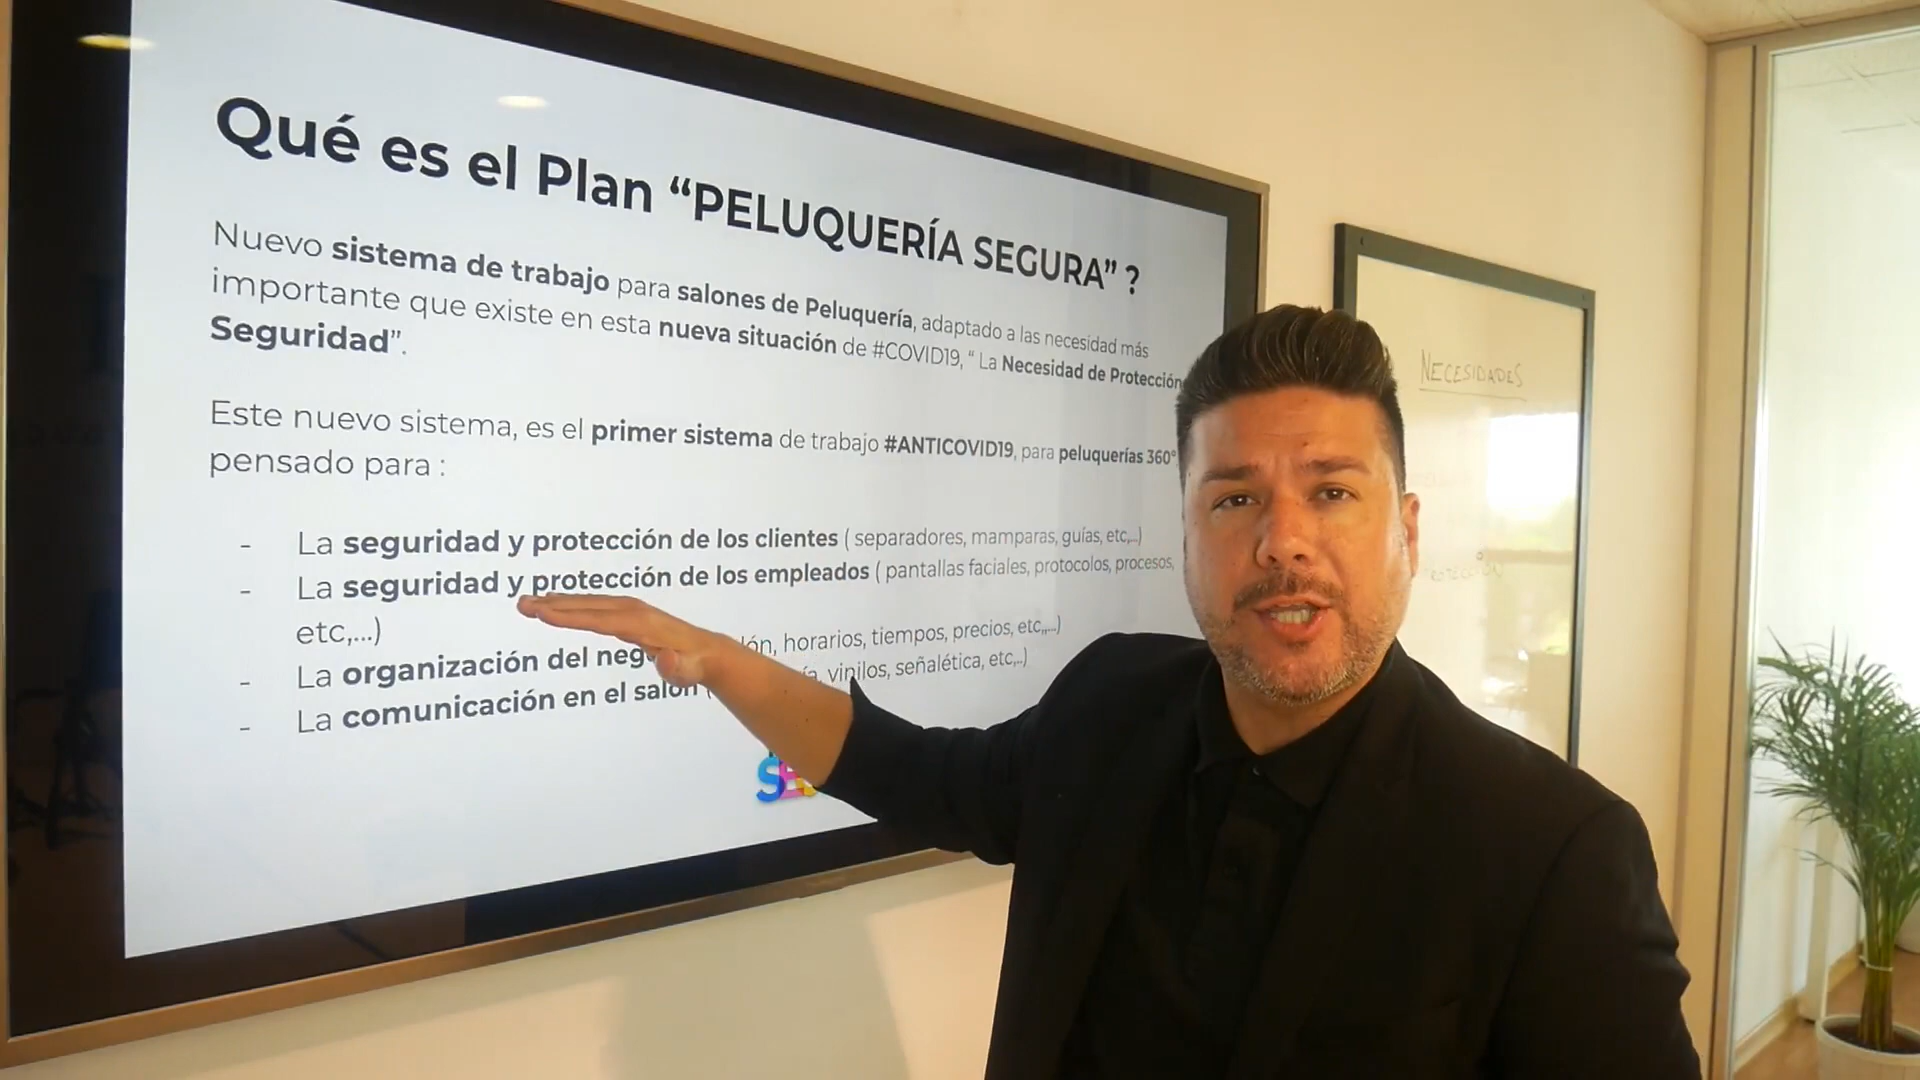 Qué es el Plan “PELUQUERÍA SEGURA” ?
Nuevo sistema de trabajo para salones de Peluquería, adaptado a las necesidad más
importante que existe en esta nueva situación de #COVID19, “ La Necesidad de Protección
Seguridad”.
Este nuevo sistema, es el primer sistema de trabajo #ANTICOVID19, para peluquerías 360º
pensado para :
- La seguridad y protección de los clientes ( separadores, mamparas, guías, etc,..)
- La seguridad y protección de los empleados ( pantallas faciales, protocolos, procesos,
etc,...)
- La organización del horarios, tiempos, precios, etc,,...)
- La comunicación en el salón ( vinilos, señalética, etc,..)
NECESIDADES